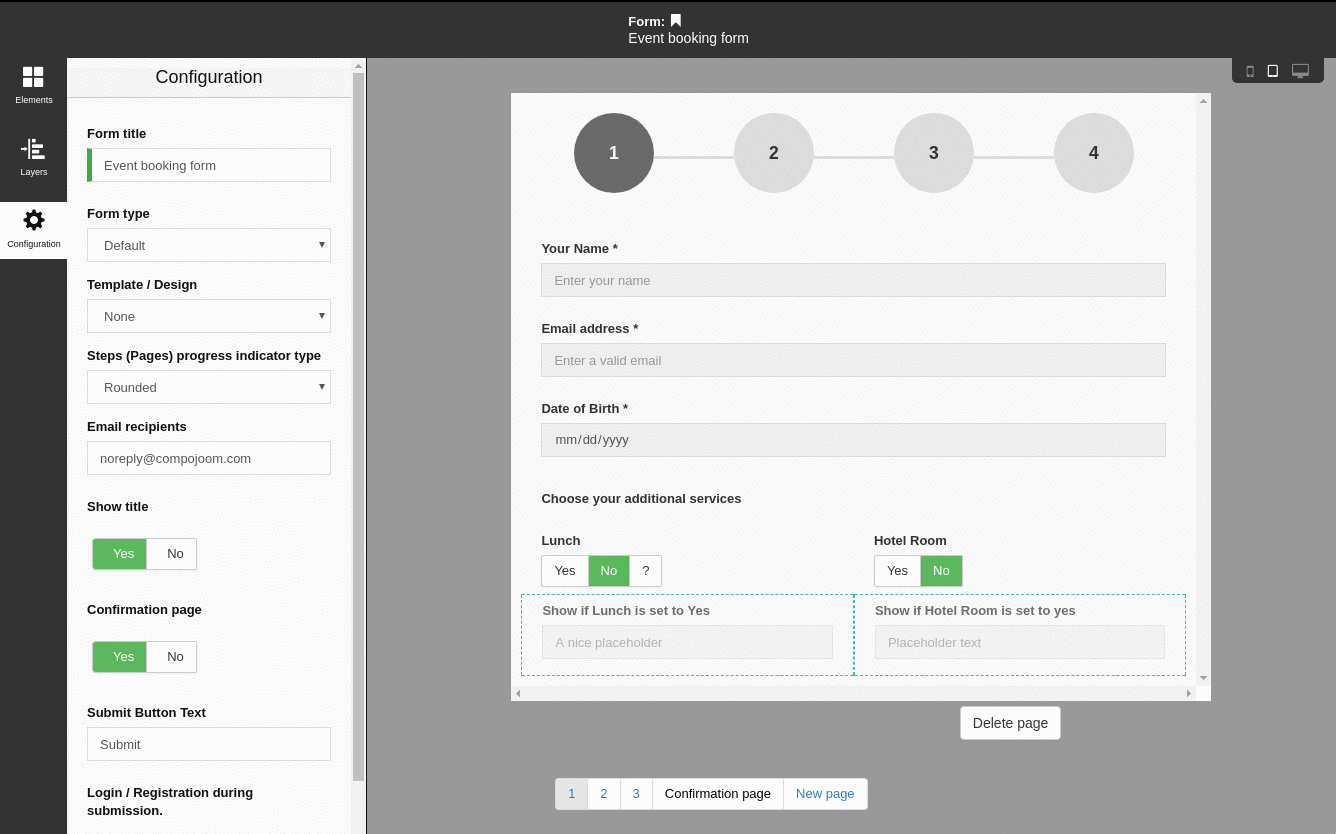 Form:
Event booking form
Elements
Layers
Configuration
Configuration
Form title
Event booking form
Form type
Default
Template / Design
None
Steps (Pages) progress indicator type
Rounded
Email recipients
noreply@compojoom.com
Show title
Yes No
Confirmation page
Yes No
Submit Button Text
Submit
Login / Registration during
submission.
1 2 3 4
Your Name *
Enter your name
Email address *
Enter a valid email
Date of Birth *
mm/dd/yyyy
Choose your additional services
Lunch Hotel Room
Yes No ? Yes No
Show if Lunch is set to Yes Show if Hotel Room is set to yes
A nice placeholder Placeholder text
Delete page
1 2 3 Confirmation page New page